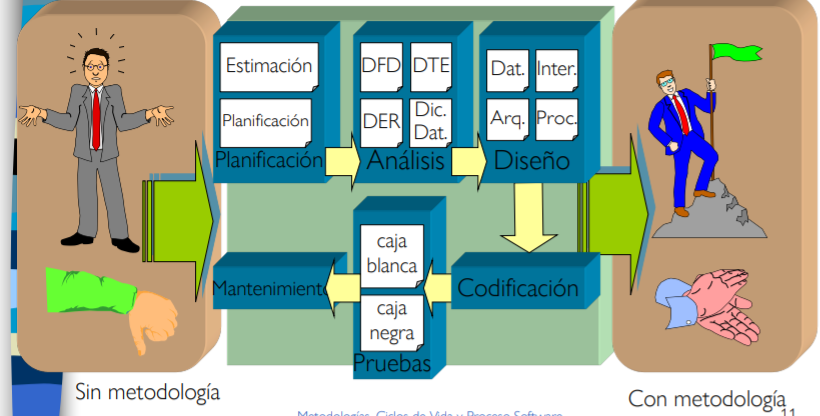 Estimación
Planificación
Planificación
DFD
DTE
DER
Dic.
Dat.
Análisis
Dat.
Inter.
Arq.
Proc.
Diseño
Mantenimient
caja
blanca
caja
negra
Pruebas
Codificación
Sin metodología
Metodologías, Ciclos de Vida y Proceso Software
Con metodología
11